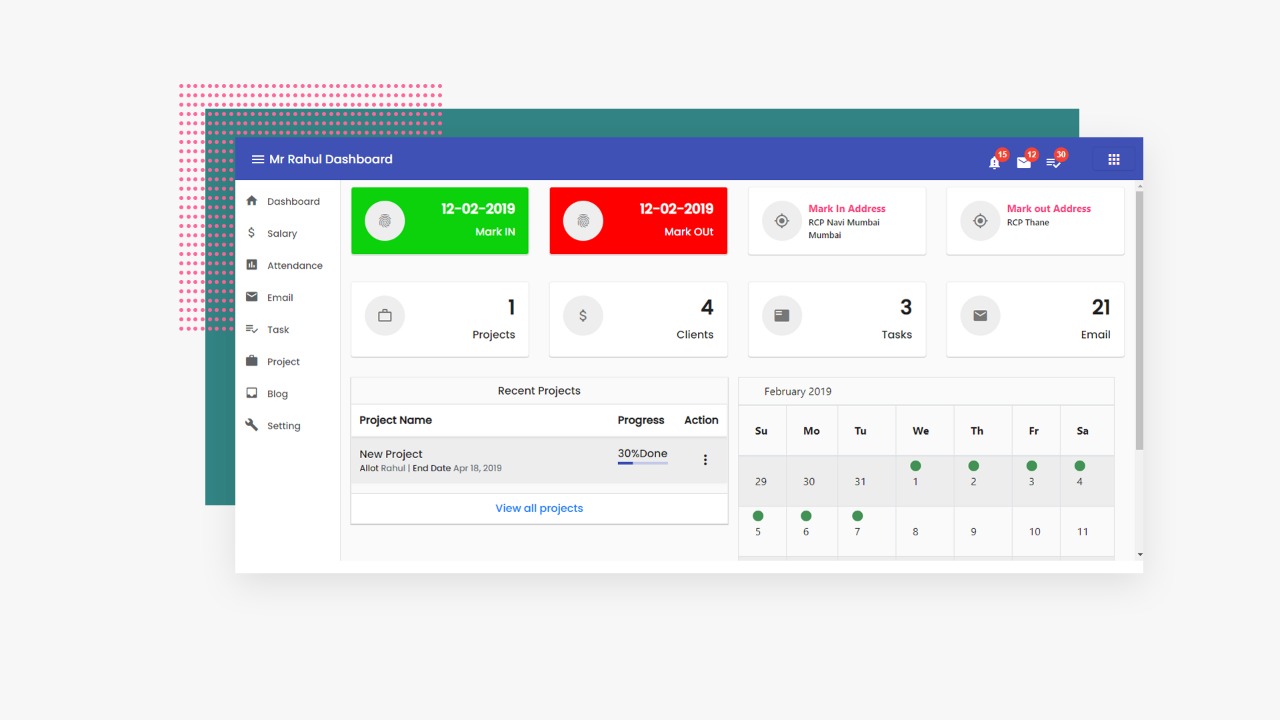 Mr Rahul Dashboard
15 12 30
Dashboard
Salary
Attendance
Email
Task
Project
Blog
Setting
12-02-2019
Mark IN
12-02-2019
Mark OUt
Mark In Address
RCP Navi Mumbai
Mumbai
Mark out Address
RCP Thane
1
Projects
4
Clients
3
Tasks
21
Email
Recent Projects
Project Name Progress Action
New Project 30%Done
Allot Rahul | End Date Apr 18, 2019
View all projects
February 2019
Su Mo Tu We Th Fr Sa
29 30 31 1 2 3 4
5 6 7 8 9 10 11